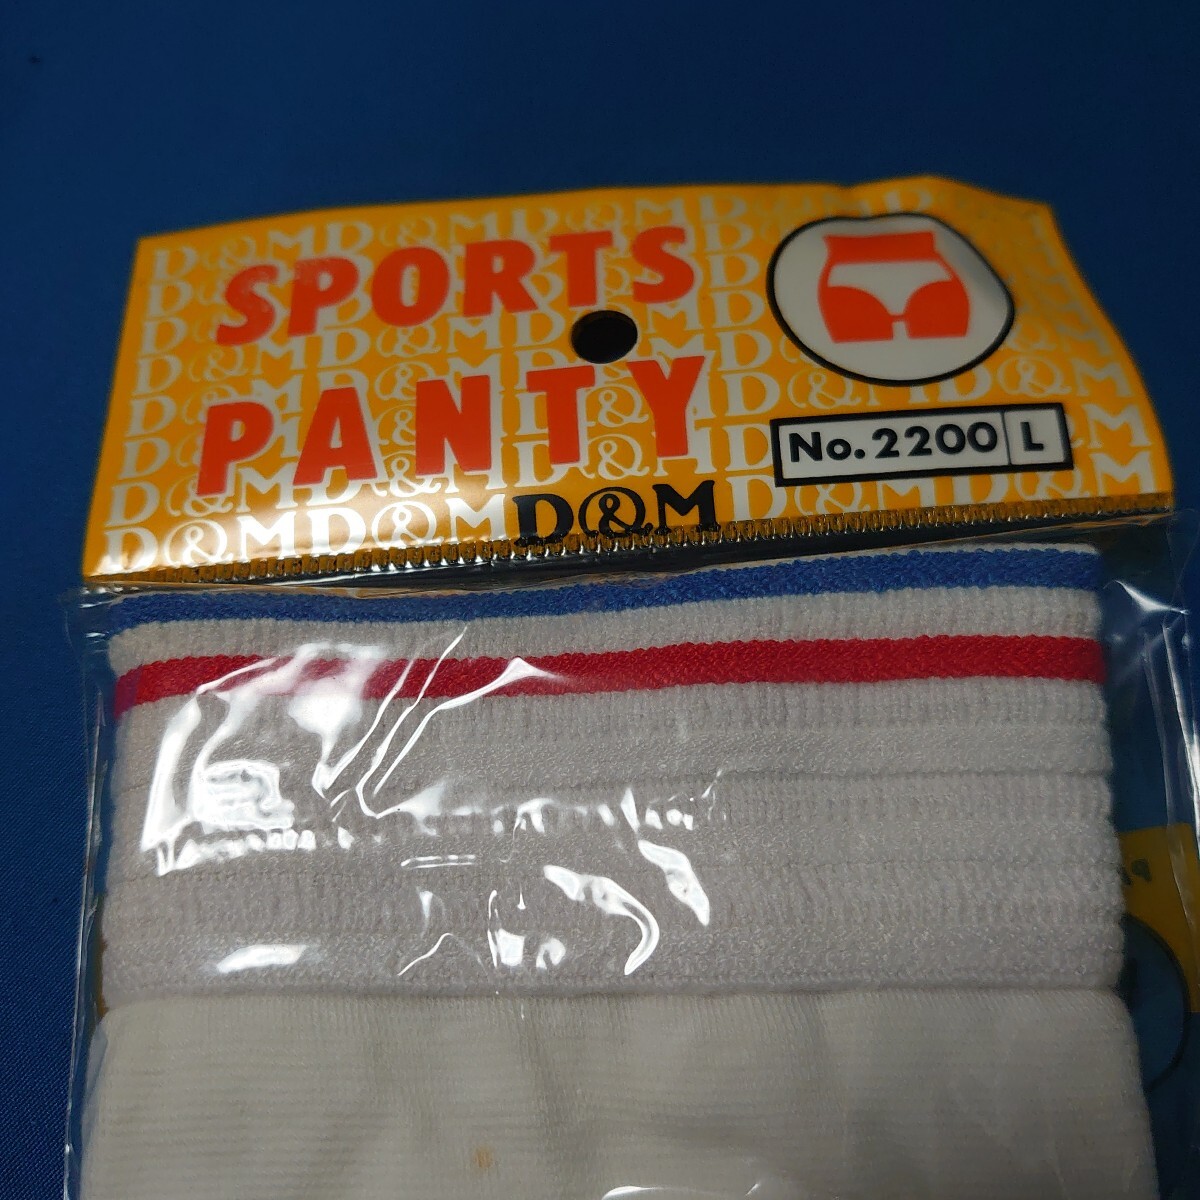 SPORTS
PANTY
No. 2200 L
D&M